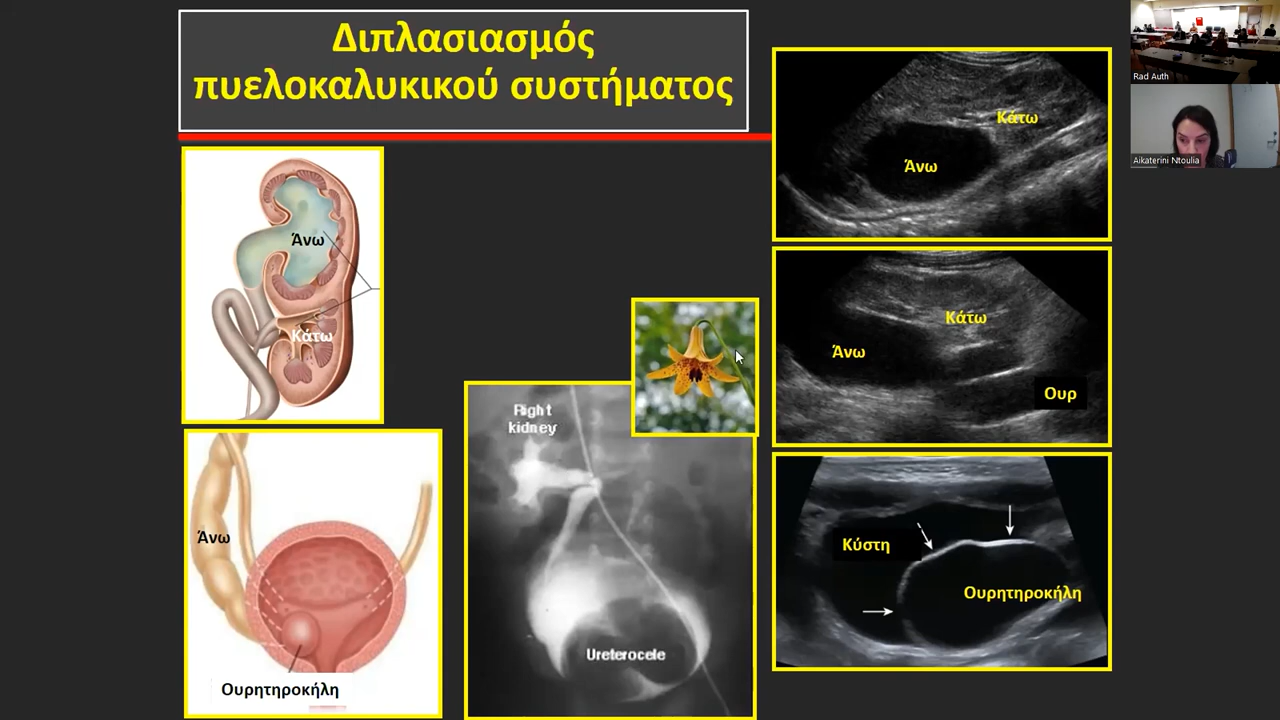 Διπλασιασμός
πυελοκαλυκικού συστήματος
Άνω
Κάτω
Άνω
Ουρητηροκήλη
Right
kidney
Ureterocele
Κάτω
Άνω
Κάτω
Άνω
Ουρ
Κύστη
Ουρητηροκήλη
Rad Auth
Aikaterini Ntoulia